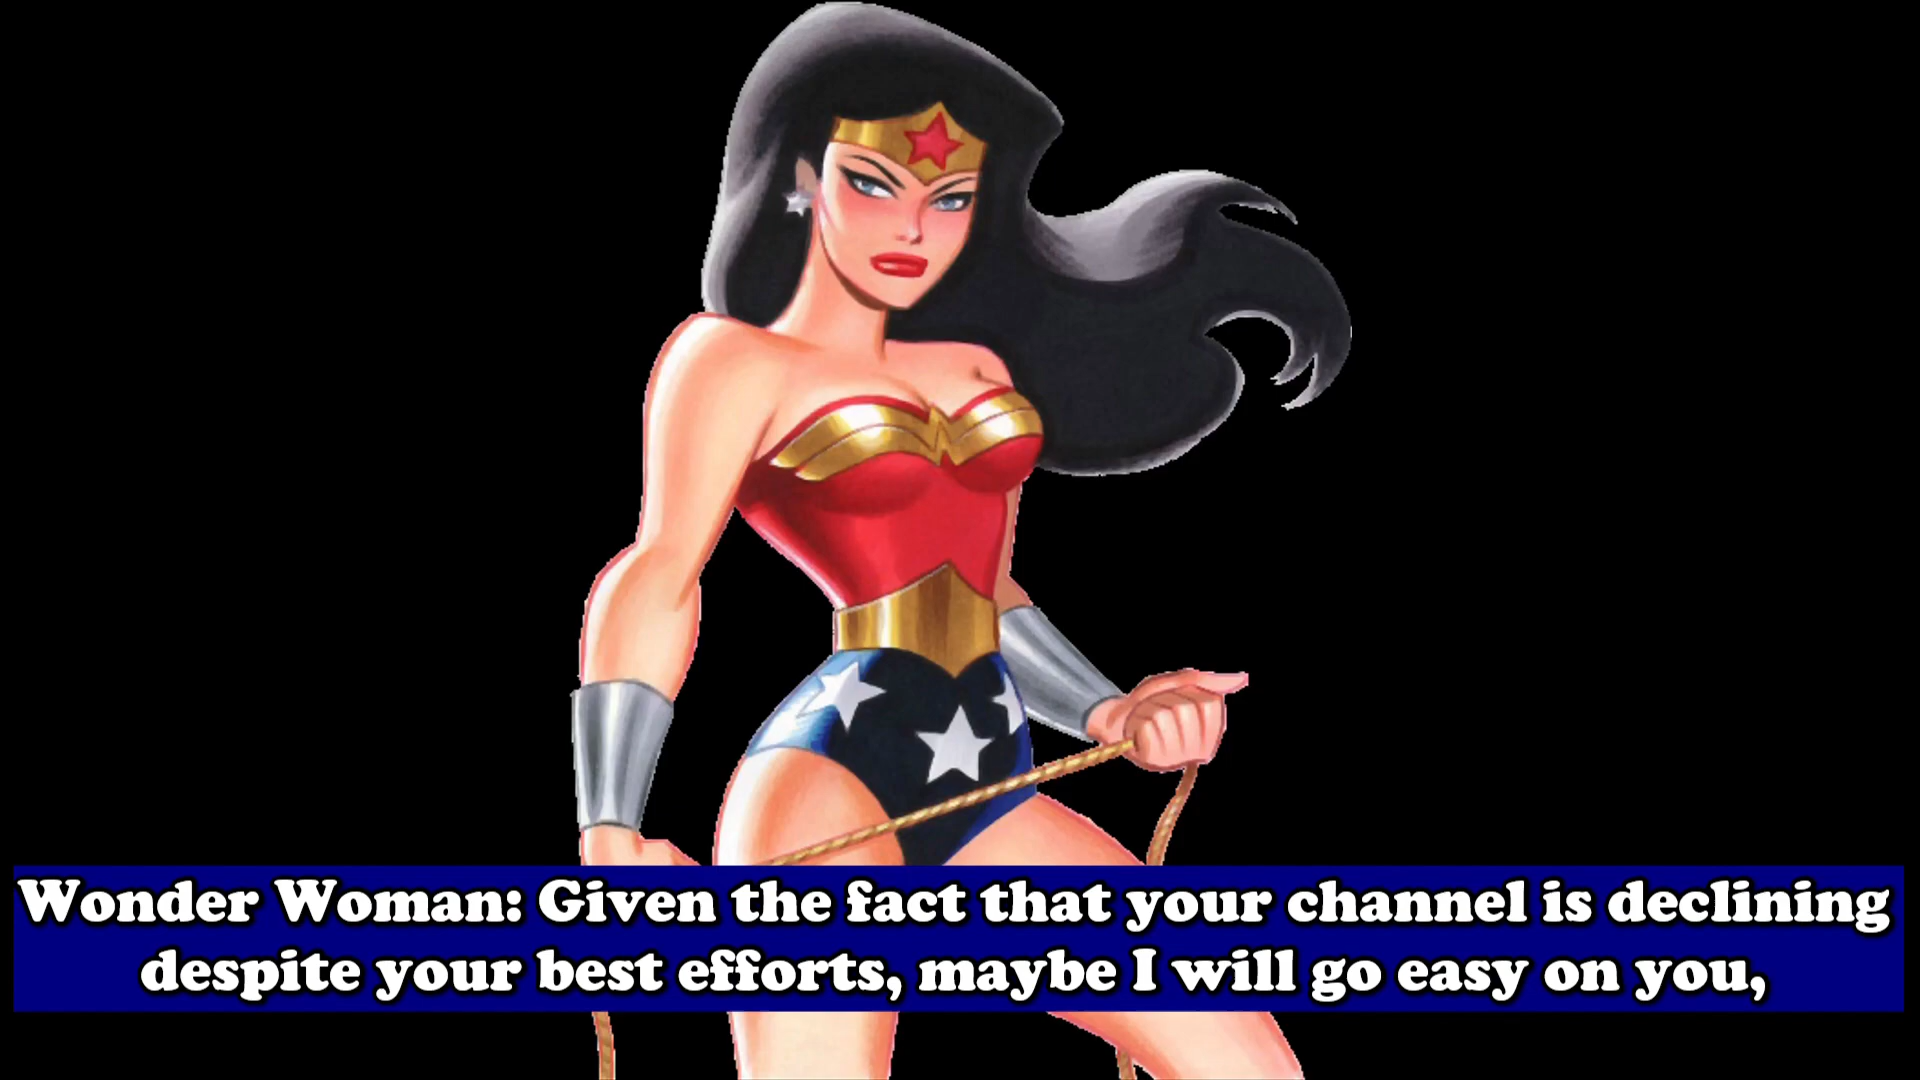 Wonder Woman: Given the fact that your channel is declining
despite your best efforts, maybe I will go easy on you,